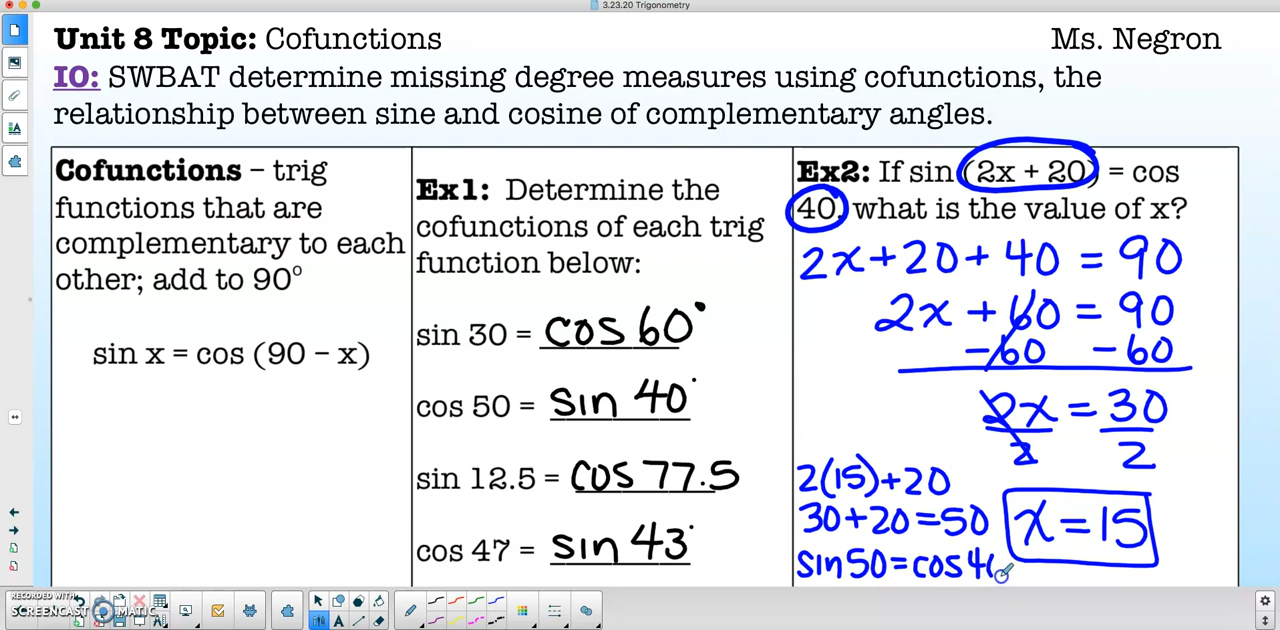 3.23.20 Trigonometry
Unit 8 Topic: Cofunctions
Ms. Negron
IO: SWBAT determine missing degree measures using cofunctions, the
relationship between sine and cosine of complementary angles.
Cofunctions – trig
functions that are
complementary to each
other; add to 90°
sin x = cos (90 – x)
Ex1: Determine the
cofunctions of each trig
function below:
sin 30 = cos 60°
cos 50 = sin 40°
sin 12.5 = cos 77.5
cos 47 = sin 43°
Ex2: If sin (2x + 20) = cos
40, what is the value of x?
2x+20+40 = 90
2x + 60 = 90
-60 -60
2x = 30
2 2
2(15)+20
30+20=50
sin50=cos40
x=15
RECORDED WITH
SCREENCAST MATIC